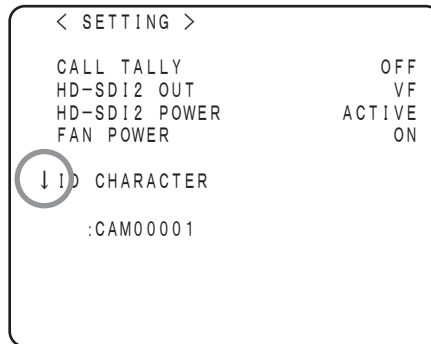 < SETTING >
CALL TALLY OFF
HD-SDI2 OUT VF
HD-SDI2 POWER ACTIVE
FAN POWER ON
↓ID CHARACTER
:CAM00001